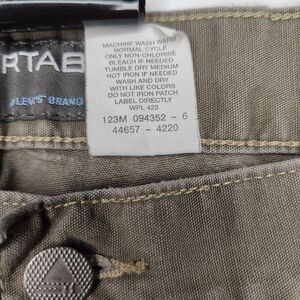 RTAB
A LEVI'S BRAND
MACHINE WASH WARM
NORMAL CYCLE
ONLY NON-CHLORINE
BLEACH IF NEEDED
TUMBLE DRY MEDIUM
HOT IRON IF NEEDED
WASH AND DRY
WITH LIKE COLORS
DO NOT IRON PATCH
LABEL DIRECTLY
WPL 423
123M 094352 - 6
44657 - 4220